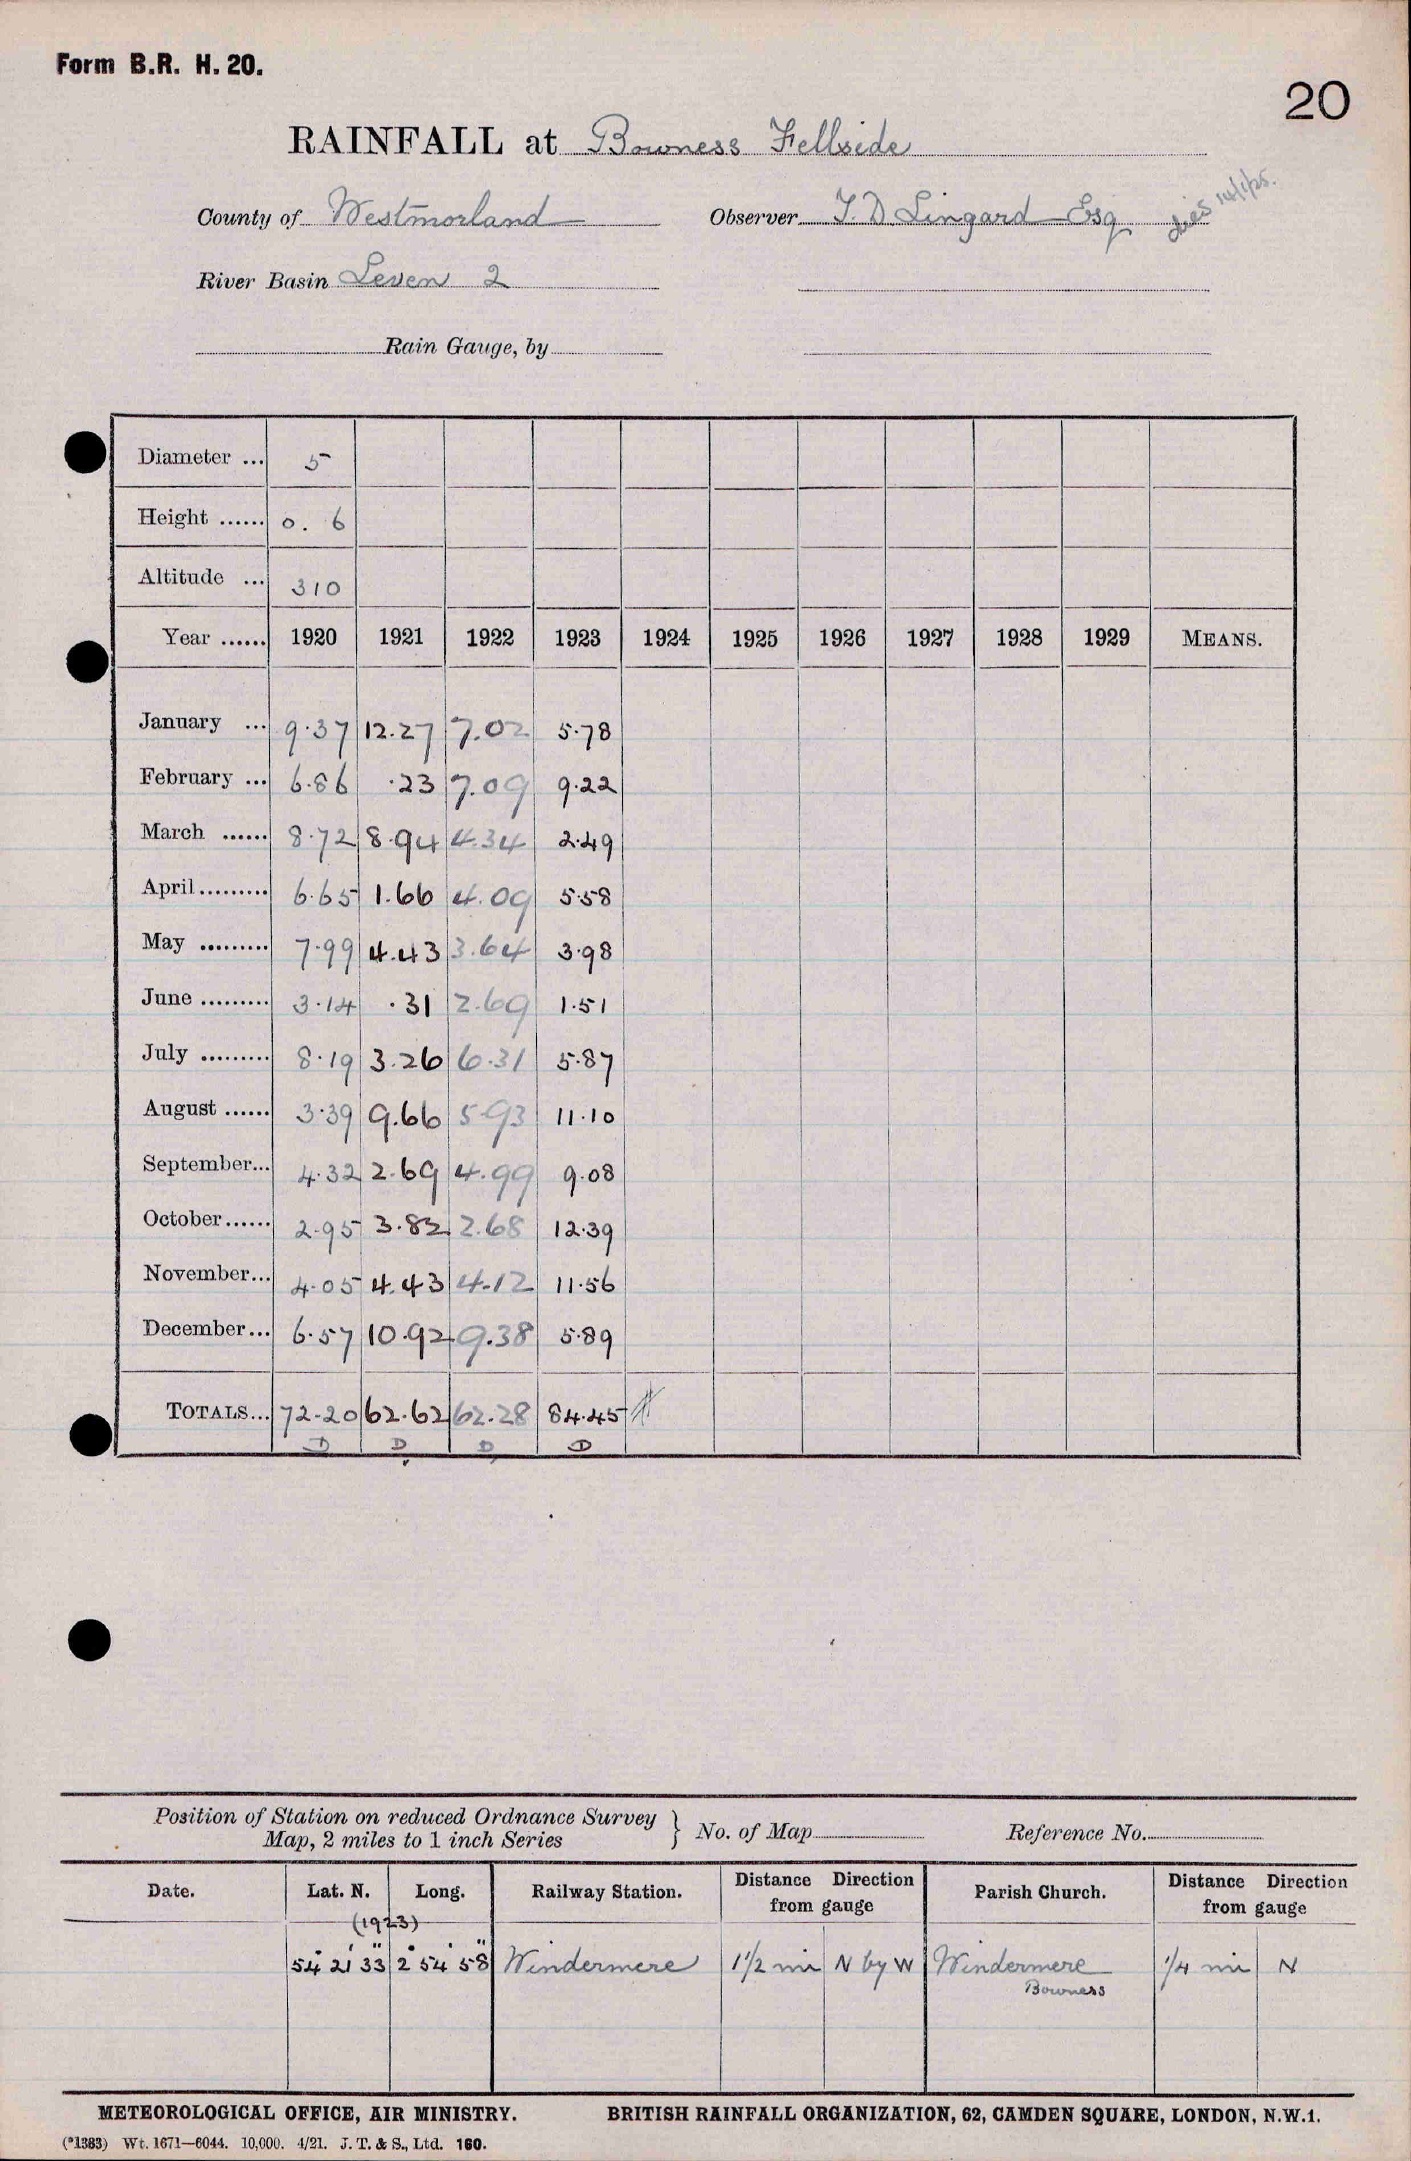 Form B.R. H. 20.
20
RAINFALL at Bowness Fellside
County of Westmorland Observer T. D. Lingard Esq
14/1/25.
River Basin Leven 2
Rain Gauge, by
Diameter ... 5
Height ...... 0. 6
Altitude ... 310
Year ...... 1920 1921 1922 1923 1924 1925 1926 1927 1928 1929 MEANS.
January ... 9.37 12.27 7.02 5.78
February ... 6.86 .23 7.09 9.22
March ...... 8.72 8.94 4.34 2.49
April ......... 6.65 1.66 4.09 5.58
May ......... 7.99 4.43 3.64 3.98
June ......... 3.14 .31 2.69 1.51
July ......... 8.19 3.26 6.31 5.87
August ...... 3.39 9.66 5.93 11.10
September... 4.32 2.69 4.99 9.08
October ...... 2.95 3.82 2.68 12.39
November... 4.05 4.43 4.12 11.56
December... 6.57 10.92 9.38 5.89
TOTALS... 72.20 62.62 62.28 84.45
D D D D
Position of Station on reduced Ordnance Survey
Map, 2 miles to 1 inch Series } No. of Map Reference No.
Date. Lat. N. Long. Railway Station. Distance Direction from gauge Parish Church. Distance Direction from gauge
(1923)
54° 21' 33" 2° 54' 58" Windermere 1 1/2 mi N by W Windermere 1/4 mi N
Bowness
METEOROLOGICAL OFFICE, AIR MINISTRY. BRITISH RAINFALL ORGANIZATION, 62, CAMDEN SQUARE, LONDON, N.W.1.
(*1383) Wt. 1671—6044. 10,000. 4/21. J. T. & S., Ltd. 160.